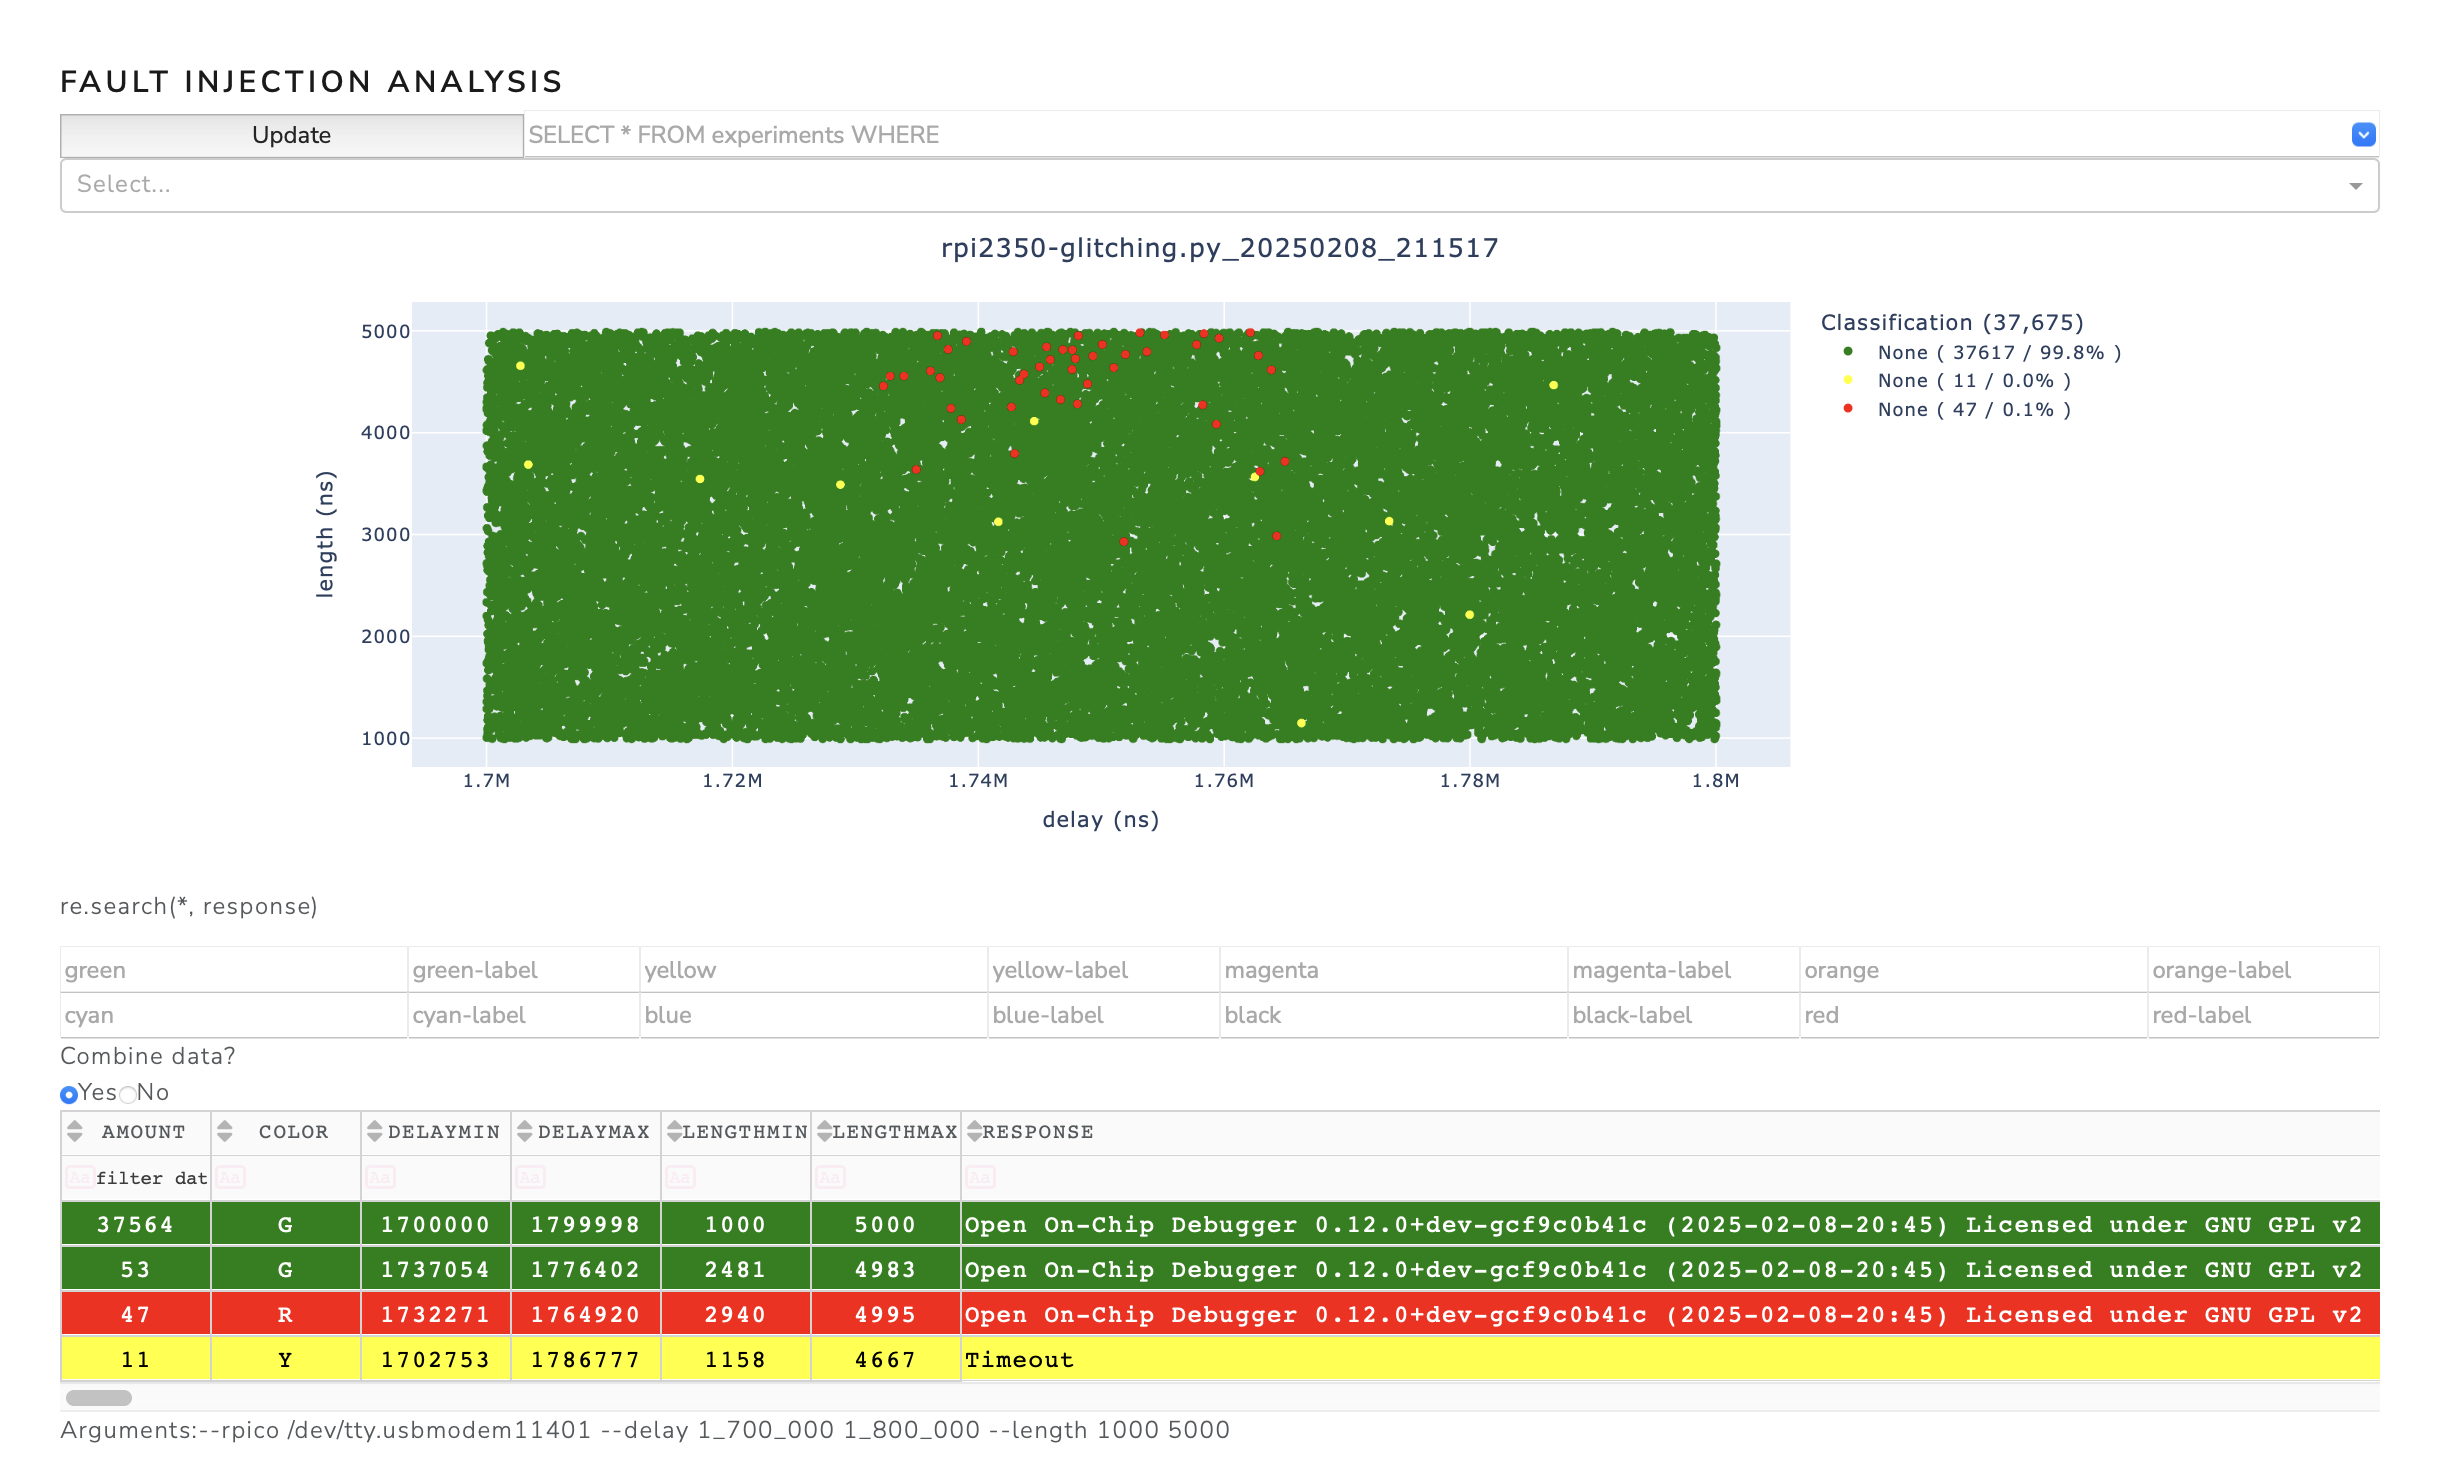 FAULT INJECTION ANALYSIS
Update
SELECT * FROM experiments WHERE
Select...
rpi2350-glitching.py_20250208_211517
5000
4000
3000
2000
1000
length (ns)
1.7M 1.72M 1.74M 1.76M 1.78M 1.8M
delay (ns)
Classification (37,675)
None ( 37617 / 99.8% )
None ( 11 / 0.0% )
None ( 47 / 0.1% )
re.search(*, response)
green green-label yellow yellow-label magenta magenta-label orange orange-label
cyan cyan-label blue blue-label black black-label red red-label
Combine data?
Yes No
AMOUNT COLOR DELAYMIN DELAYMAX LENGTHMIN LENGTHMAX RESPONSE
Aa filter dat Aa Aa Aa Aa Aa Aa
37564 G 1700000 1799998 1000 5000 Open On-Chip Debugger 0.12.0+dev-gcf9c0b41c (2025-02-08-20:45) Licensed under GNU GPL v2
53 G 1737054 1776402 2481 4983 Open On-Chip Debugger 0.12.0+dev-gcf9c0b41c (2025-02-08-20:45) Licensed under GNU GPL v2
47 R 1732271 1764920 2940 4995 Open On-Chip Debugger 0.12.0+dev-gcf9c0b41c (2025-02-08-20:45) Licensed under GNU GPL v2
11 Y 1702753 1786777 1158 4667 Timeout
Arguments:--rpico /dev/tty.usbmodem11401 --delay 1_700_000 1_800_000 --length 1000 5000